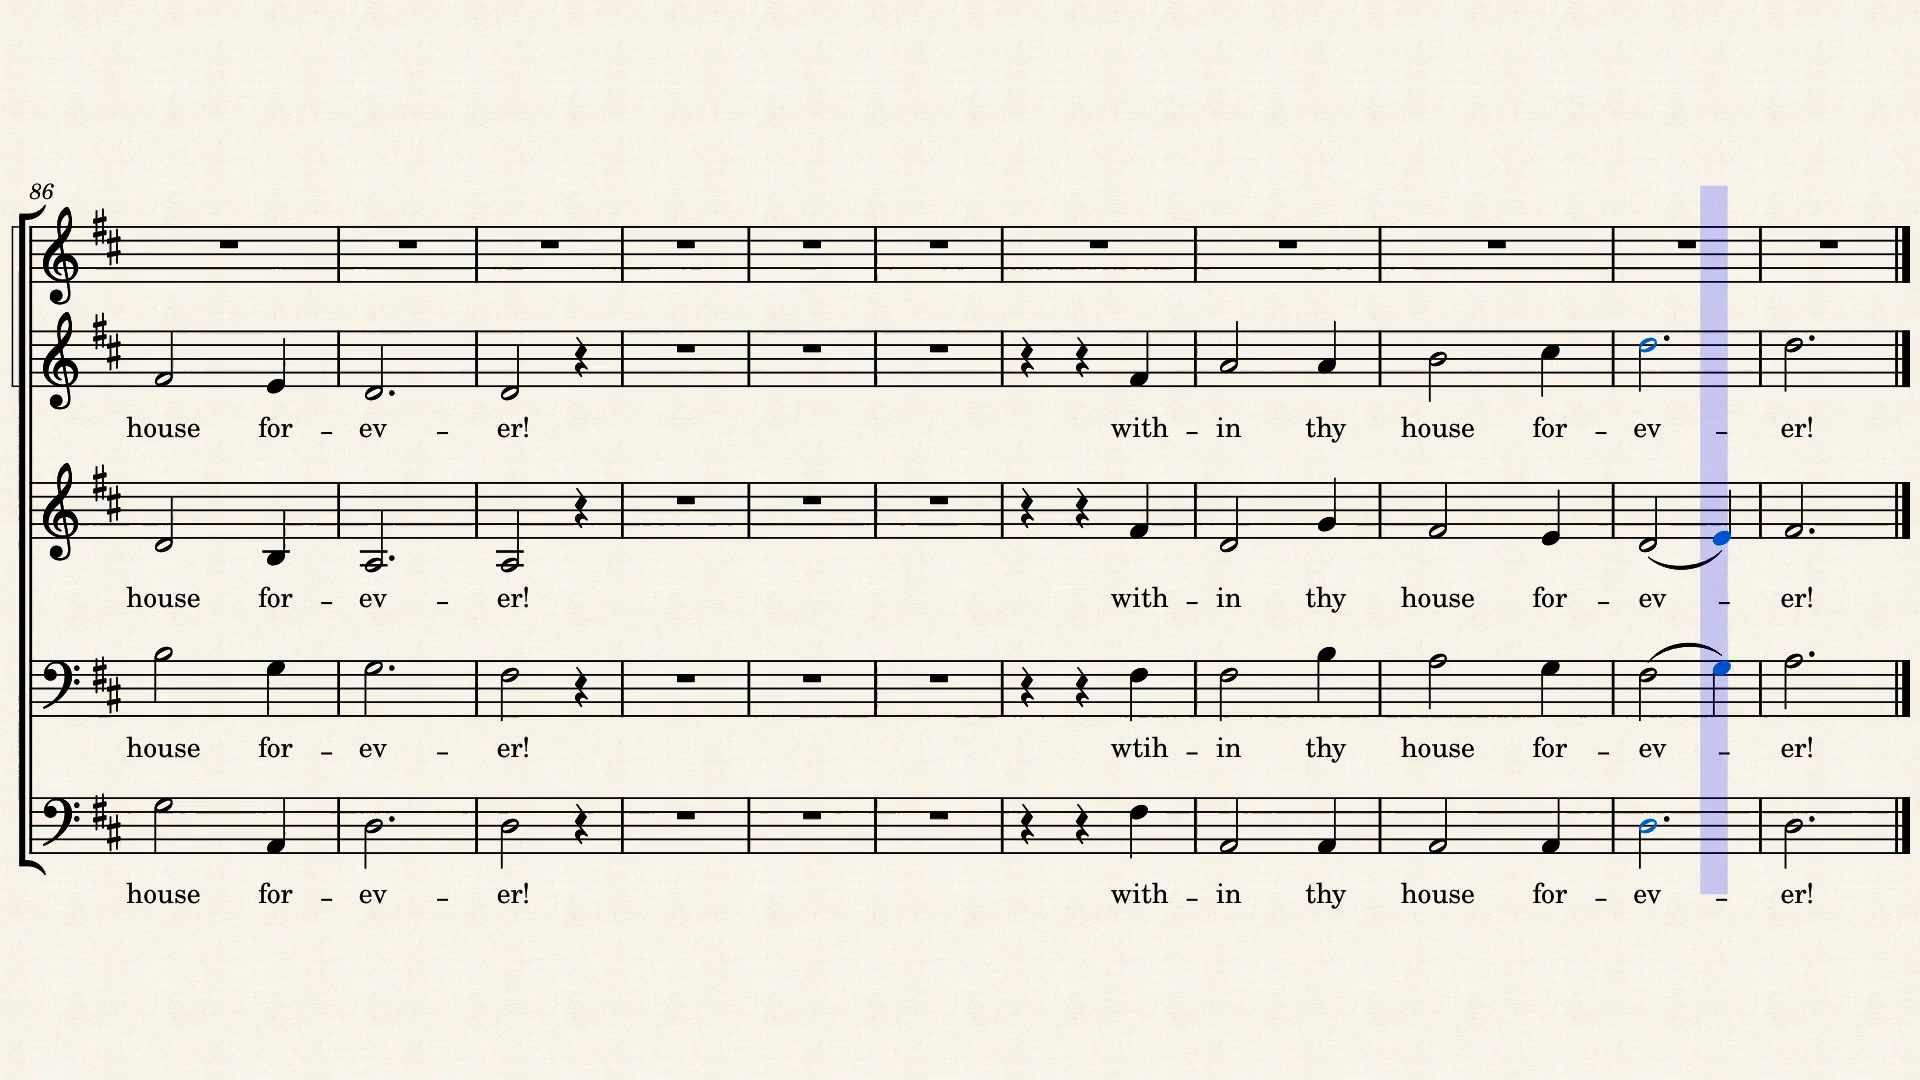 86
house for – ev – er! with – in thy house for – ev – er!
house for – ev – er! with – in thy house for – ev – er!
house for – ev – er! wtih – in thy house for – ev – er!
house for – ev – er! with – in thy house for – ev – er!